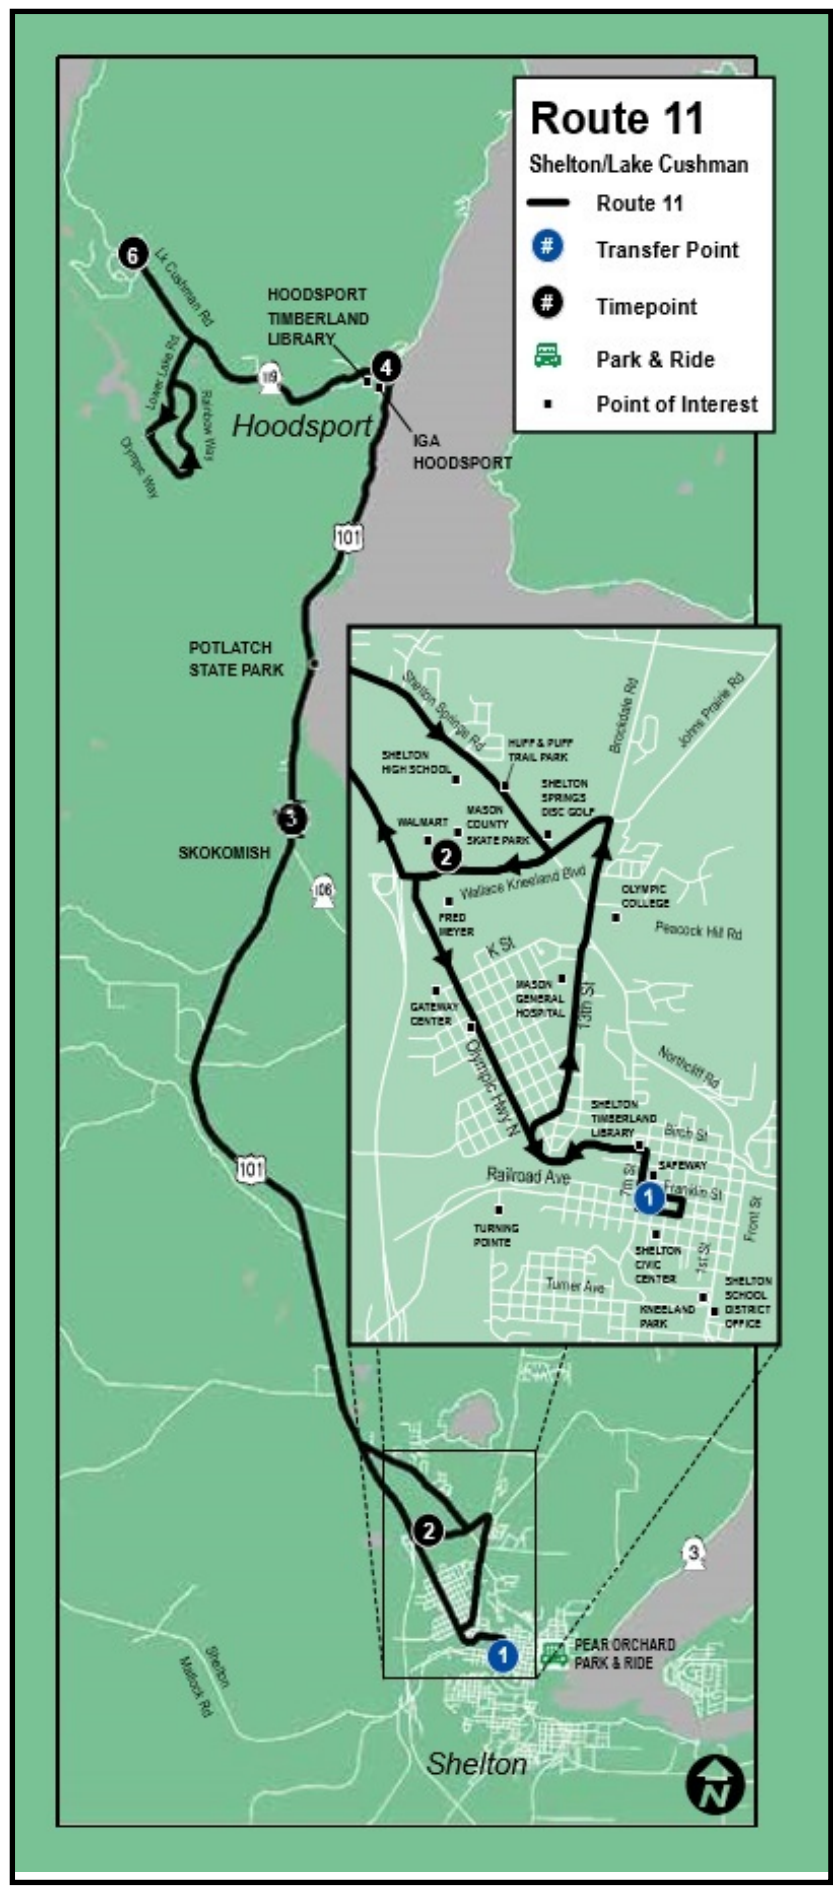 Route 11
Shelton/Lake Cushman
Route 11
# Transfer Point
# Timepoint
Park & Ride
Point of Interest
6
Lk Cushman Rd
HOODSPORT
TIMBERLAND
LIBRARY
4
Lower Lake Rd
119
Rainbow Way
Hoodsport
Olympic Way
IGA
HOODSPORT
101
POTLATCH
STATE PARK
3
SKOKOMISH
106
101
Shelton Springs Rd
Brockdale Rd
Johns Prairie Rd
HUFF & PUFF
TRAIL PARK
SHELTON
HIGH SCHOOL
SHELTON
SPRINGS
DISC GOLF
WALMART
MASON
COUNTY
SKATE PARK
2
Wallace Kneeland Blvd
OLYMPIC
COLLEGE
FRED
MEYER
Peacock Hill Rd
K St
MASON
GENERAL
HOSPITAL
GATEWAY
CENTER
13th St
Olympic Hwy N
Northcliff Rd
SHELTON
TIMBERLAND
LIBRARY
Birch St
SAFEWAY
Railroad Ave
7th St
Franklin St
1
Front St
TURNING
POINTE
SHELTON
CIVIC
CENTER
1st St
Turner Ave
KNEELAND
PARK
SHELTON
SCHOOL
DISTRICT
OFFICE
2
3
1
PEAR ORCHARD
PARK & RIDE
Shelton
Matlock Rd
Shelton
N